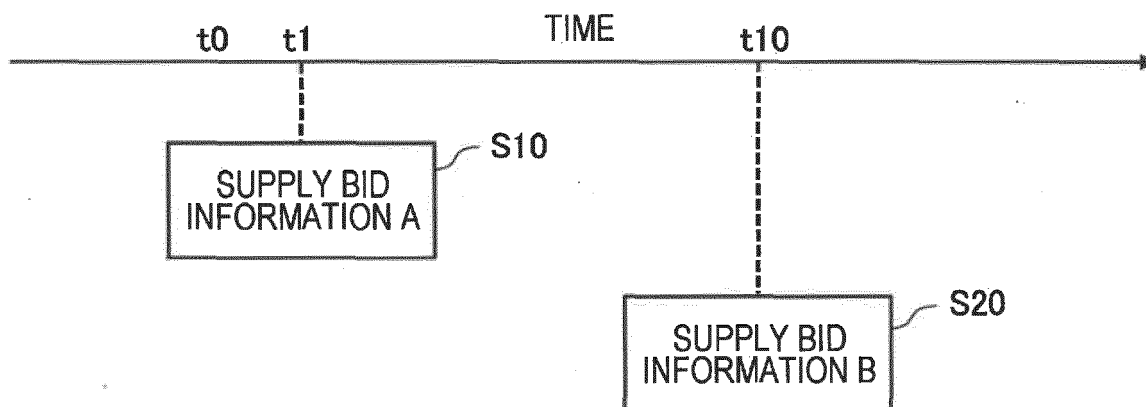 TIME
t0 t1 t10
S10
SUPPLY BID
INFORMATION A
S20
SUPPLY BID
INFORMATION B